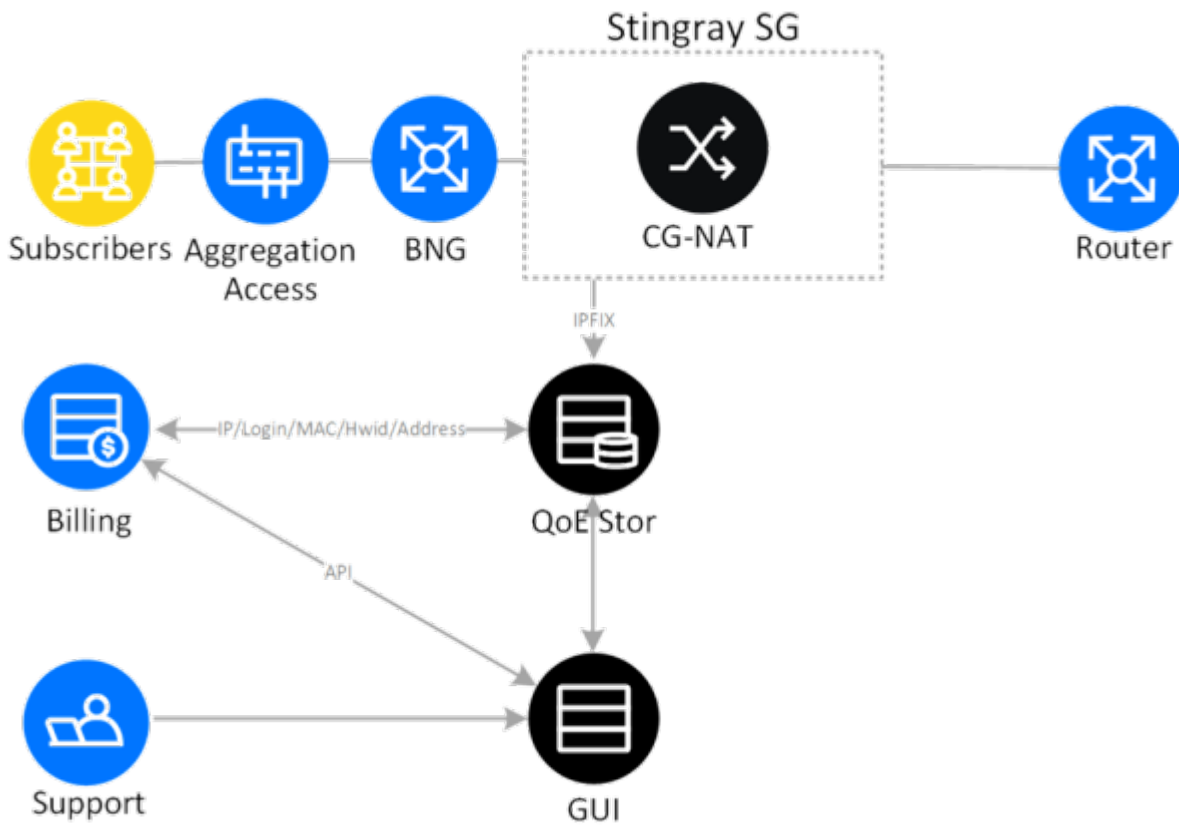 Stingray SG
Subscribers
Aggregation
Access
BNG
CG-NAT
Router
IPFIX
IP/Login/MAC/Hwid/Address
Billing
QoE Stor
API
Support
GUI
$